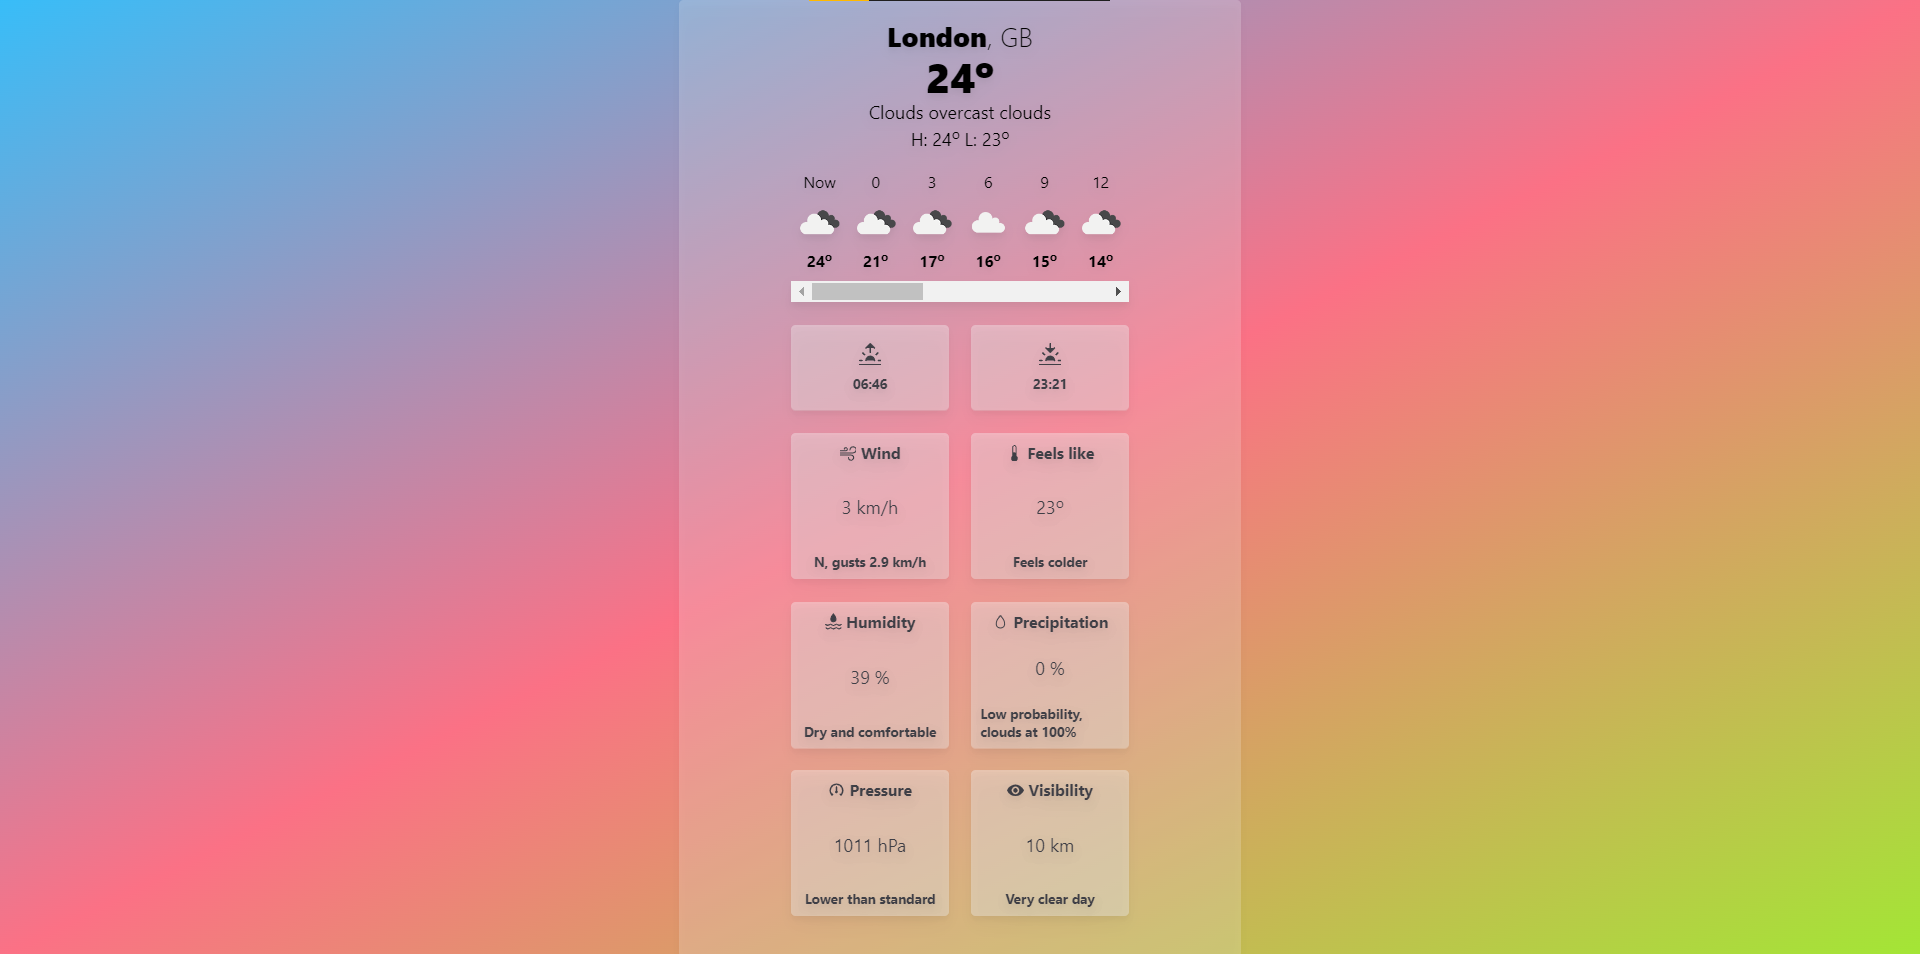 London, GB
24°
Clouds overcast clouds
H: 24° L: 23°
Now 0 3 6 9 12
24° 21° 17° 16° 15° 14°
06:46 23:21
Wind
3 km/h
N, gusts 2.9 km/h
Feels like
23°
Feels colder
Humidity
39 %
Dry and comfortable
Precipitation
0 %
Low probability,
clouds at 100%
Pressure
1011 hPa
Lower than standard
Visibility
10 km
Very clear day